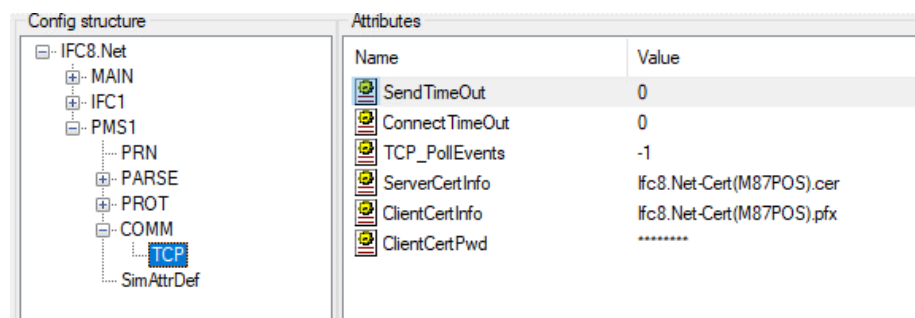 Config structure
IFC8.Net
MAIN
IFC1
PMS1
PRN
PARSE
PROT
COMM
TCP
SimAttrDef
Attributes
Name Value
SendTimeOut 0
ConnectTimeOut 0
TCP_PollEvents -1
ServerCertInfo Ifc8.Net-Cert(M87POS).cer
ClientCertInfo Ifc8.Net-Cert(M87POS).pfx
ClientCertPwd ********